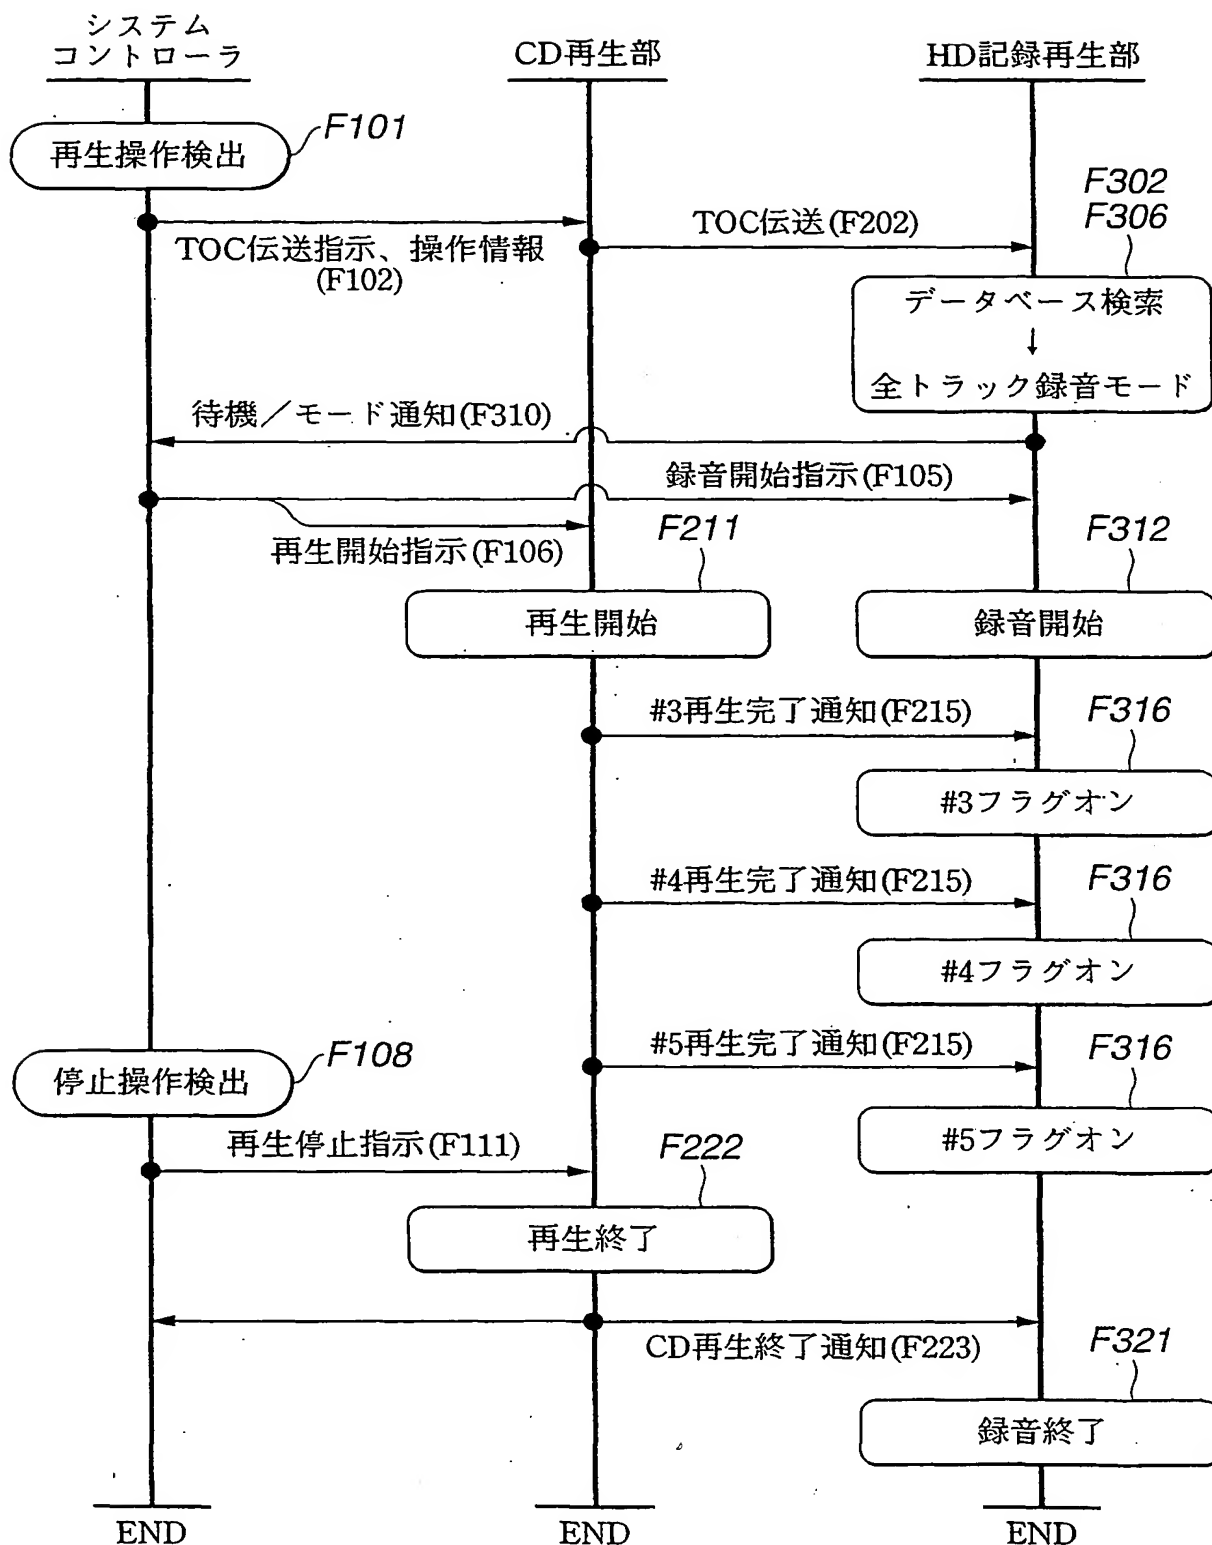 システム
コントローラ
CD再生部
HD記録再生部
再生操作検出
F101
F302
F306
TOC伝送指示、操作情報
(F102)
TOC伝送(F202)
データベース検索
↓
全トラック録音モード
待機／モード通知(F310)
録音開始指示(F105)
再生開始指示(F106)
F211
F312
再生開始
録音開始
#3再生完了通知(F215)
F316
#3フラグオン
#4再生完了通知(F215)
F316
#4フラグオン
#5再生完了通知(F215)
F316
#5フラグオン
停止操作検出
F108
再生停止指示(F111)
F222
再生終了
CD再生終了通知(F223)
F321
録音終了
END
END
END